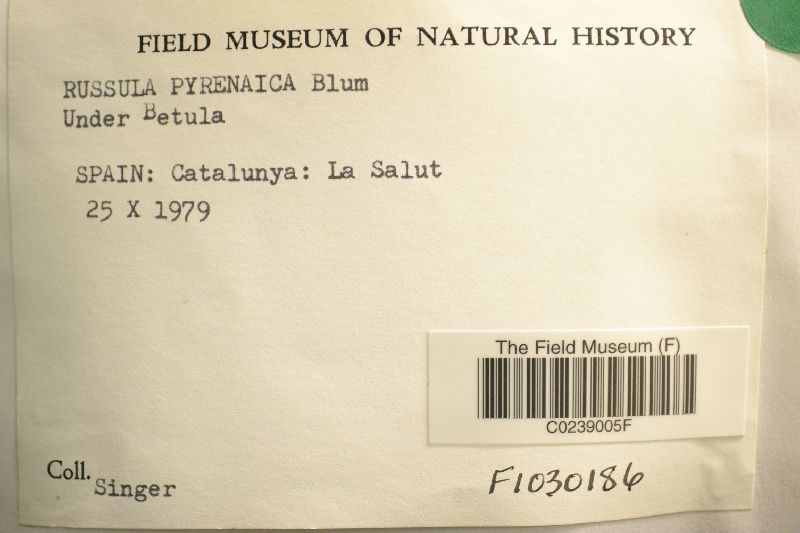 FIELD MUSEUM OF NATURAL HISTORY
RUSSULA PYRENAICA Blum
Under Betula
SPAIN: Catalunya: La Salut
25 X 1979
The Field Museum (F)
C0239005F
Coll. Singer
F1030186